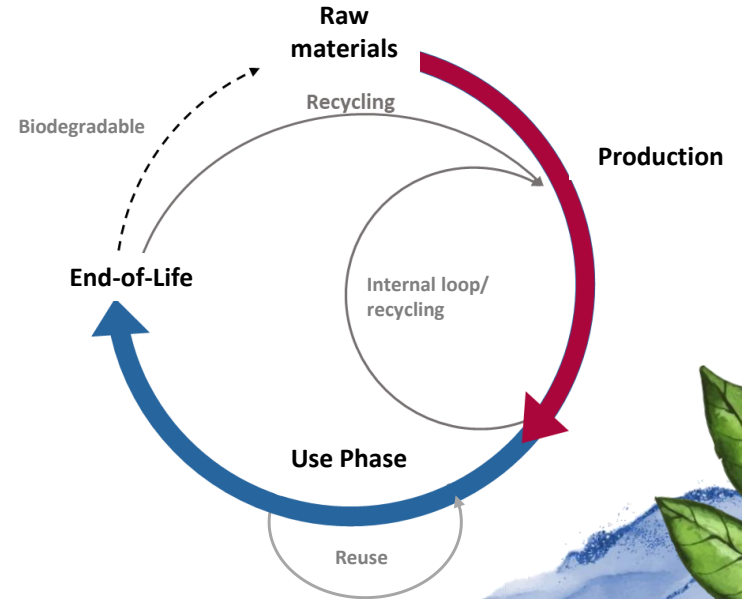 Raw
materials
Recycling
Biodegradable
Production
End-of-Life
Internal loop/
recycling
Use Phase
Reuse